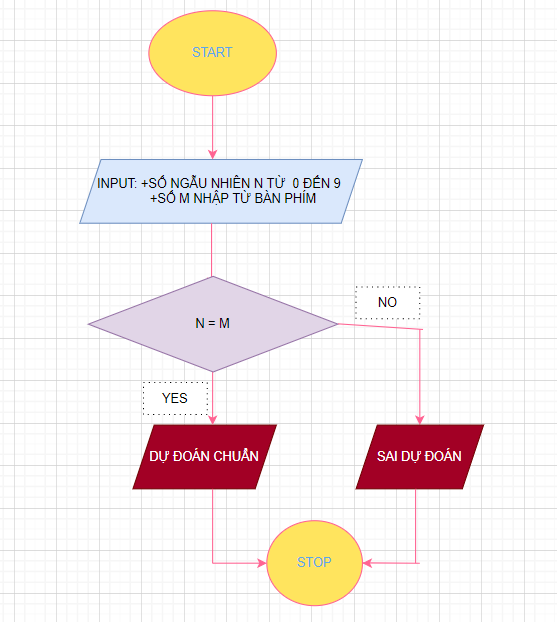 START
INPUT: +SỐ NGẪU NHIÊN N TỪ 0 ĐẾN 9
+SỐ M NHẬP TỪ BÀN PHÍM
N = M
NO
YES
DỰ ĐOÁN CHUẨN
SAI DỰ ĐOÁN
STOP